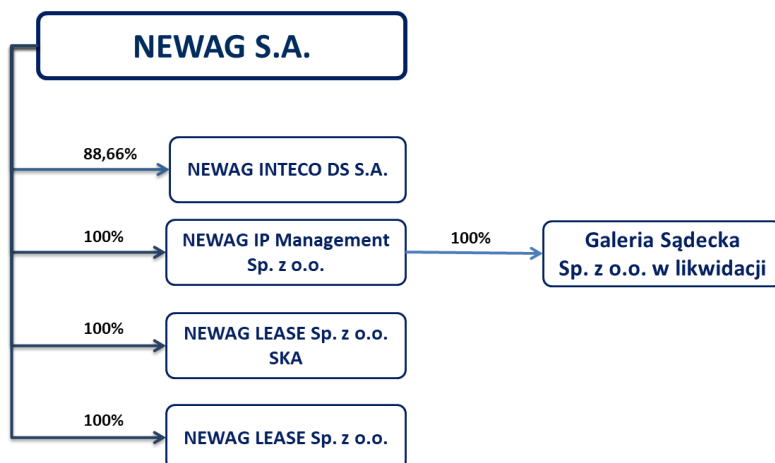 NEWAG S.A.
88,66%
NEWAG INTECO DS S.A.
100%
NEWAG IP Management
Sp. z o.o.
100%
Galeria Sądecka
Sp. z o.o. w likwidacji
100%
NEWAG LEASE Sp. z o.o.
SKA
100%
NEWAG LEASE Sp. z o.o.